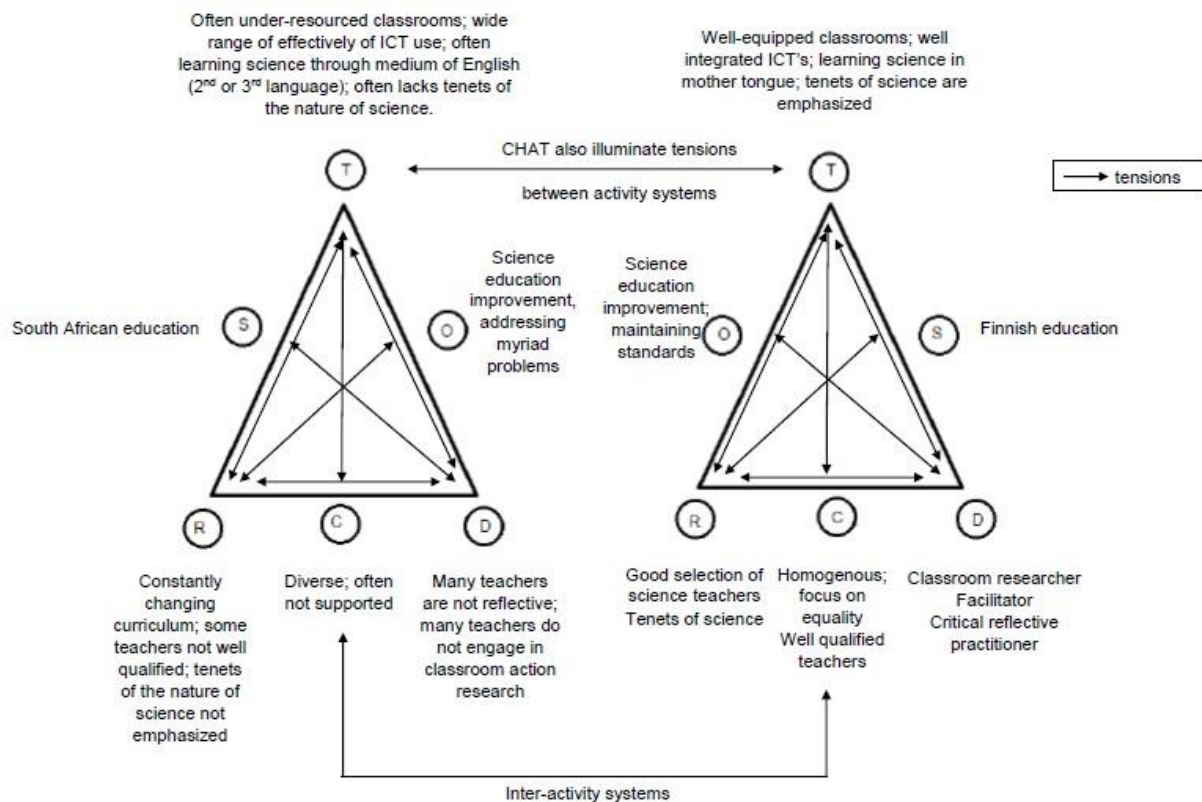 Often under-resourced classrooms; wide
range of effectively of ICT use; often
learning science through medium of English
(2nd or 3rd language); often lacks tenets of
the nature of science.
Well-equipped classrooms; well
integrated ICT's; learning science in
mother tongue; tenets of science are
emphasized
T
CHAT also illuminate tensions
between activity systems
T
tensions
South African education
S
O
Science
education
improvement,
addressing
myriad
problems
Science
education
improvement;
maintaining
standards
O
S
Finnish education
R
C
D
R
C
D
Constantly
changing
curriculum; some
teachers not well
qualified; tenets
of the nature of
science not
emphasized
Diverse; often
not supported
Many teachers
are not reflective;
many teachers do
not engage in
classroom action
research
Good selection of
science teachers
Tenets of science
Homogenous;
focus on
equality
Well qualified
teachers
Classroom researcher
Facilitator
Critical reflective
practitioner
Inter-activity systems